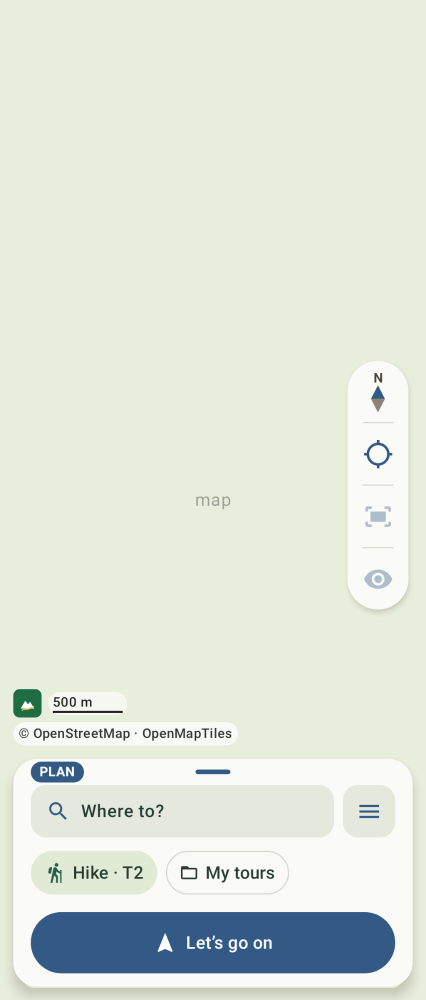 N
map
500 m
© OpenStreetMap · OpenMapTiles
PLAN
Where to?
Hike · T2
My tours
Let’s go on